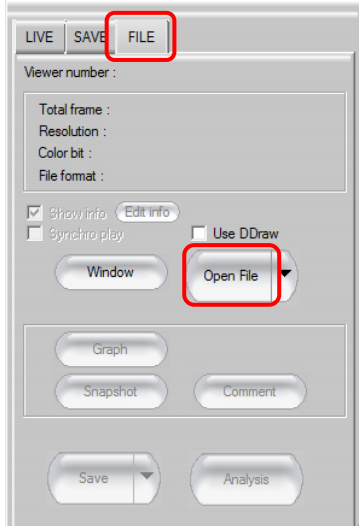 LIVE SAVE FILE
Viewer number :
Total frame :
Resolution :
Color bit :
File format :
Show info Edit info
Synchro play Use DDraw
Window Open File
Graph
Snapshot Comment
Save Analysis